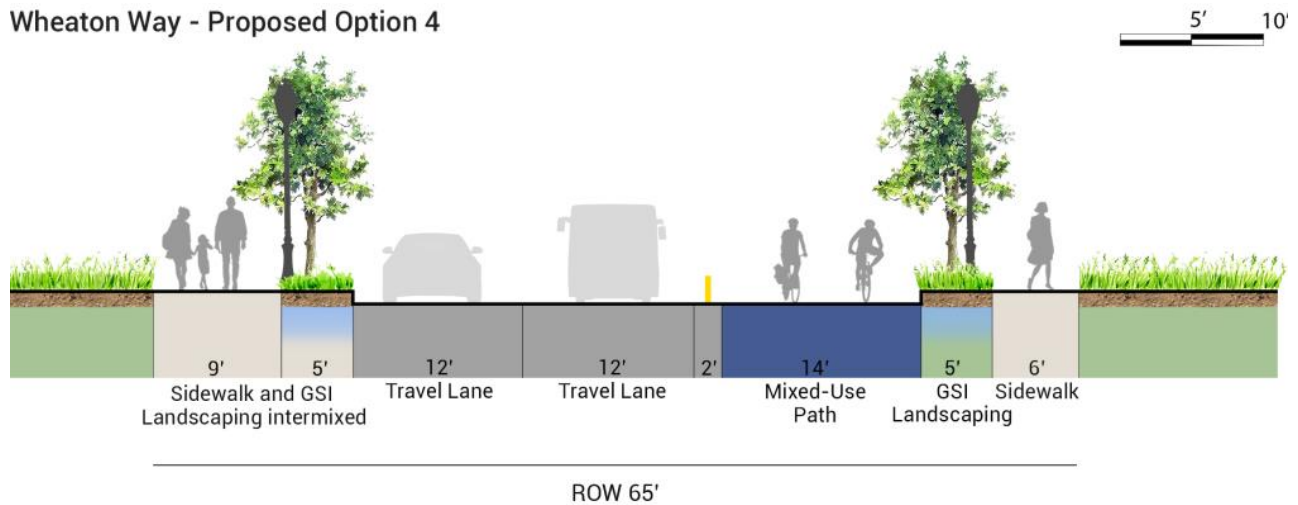 Wheaton Way - Proposed Option 4
5' 10'
9' 5' 12' 12' 2' 14' 5' 6'
Sidewalk and GSI Travel Lane Travel Lane Mixed-Use GSI Sidewalk
Landscaping intermixed Path Landscaping
ROW 65'